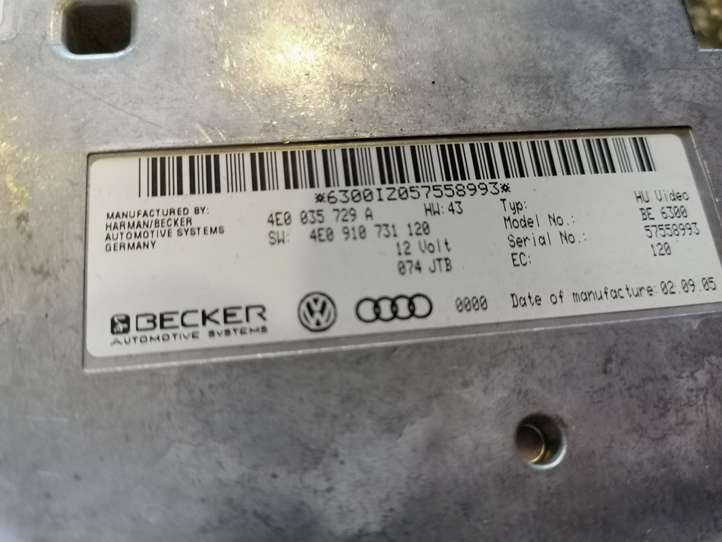 *6300IZ057558993*
MANUFACTURED BY:
HARMAN/BECKER
AUTOMOTIVE SYSTEMS
GERMANY
4E0 035 729 A HW: 43
SW: 4E0 910 731 120
12 Volt
074 JTB
Typ: HU Video
Model No.: BE 6300
Serial No.: 57558993
EC: 120
BECKER
AUTOMOTIVE SYSTEMS
0000 Date of manufacture: 02.09.05